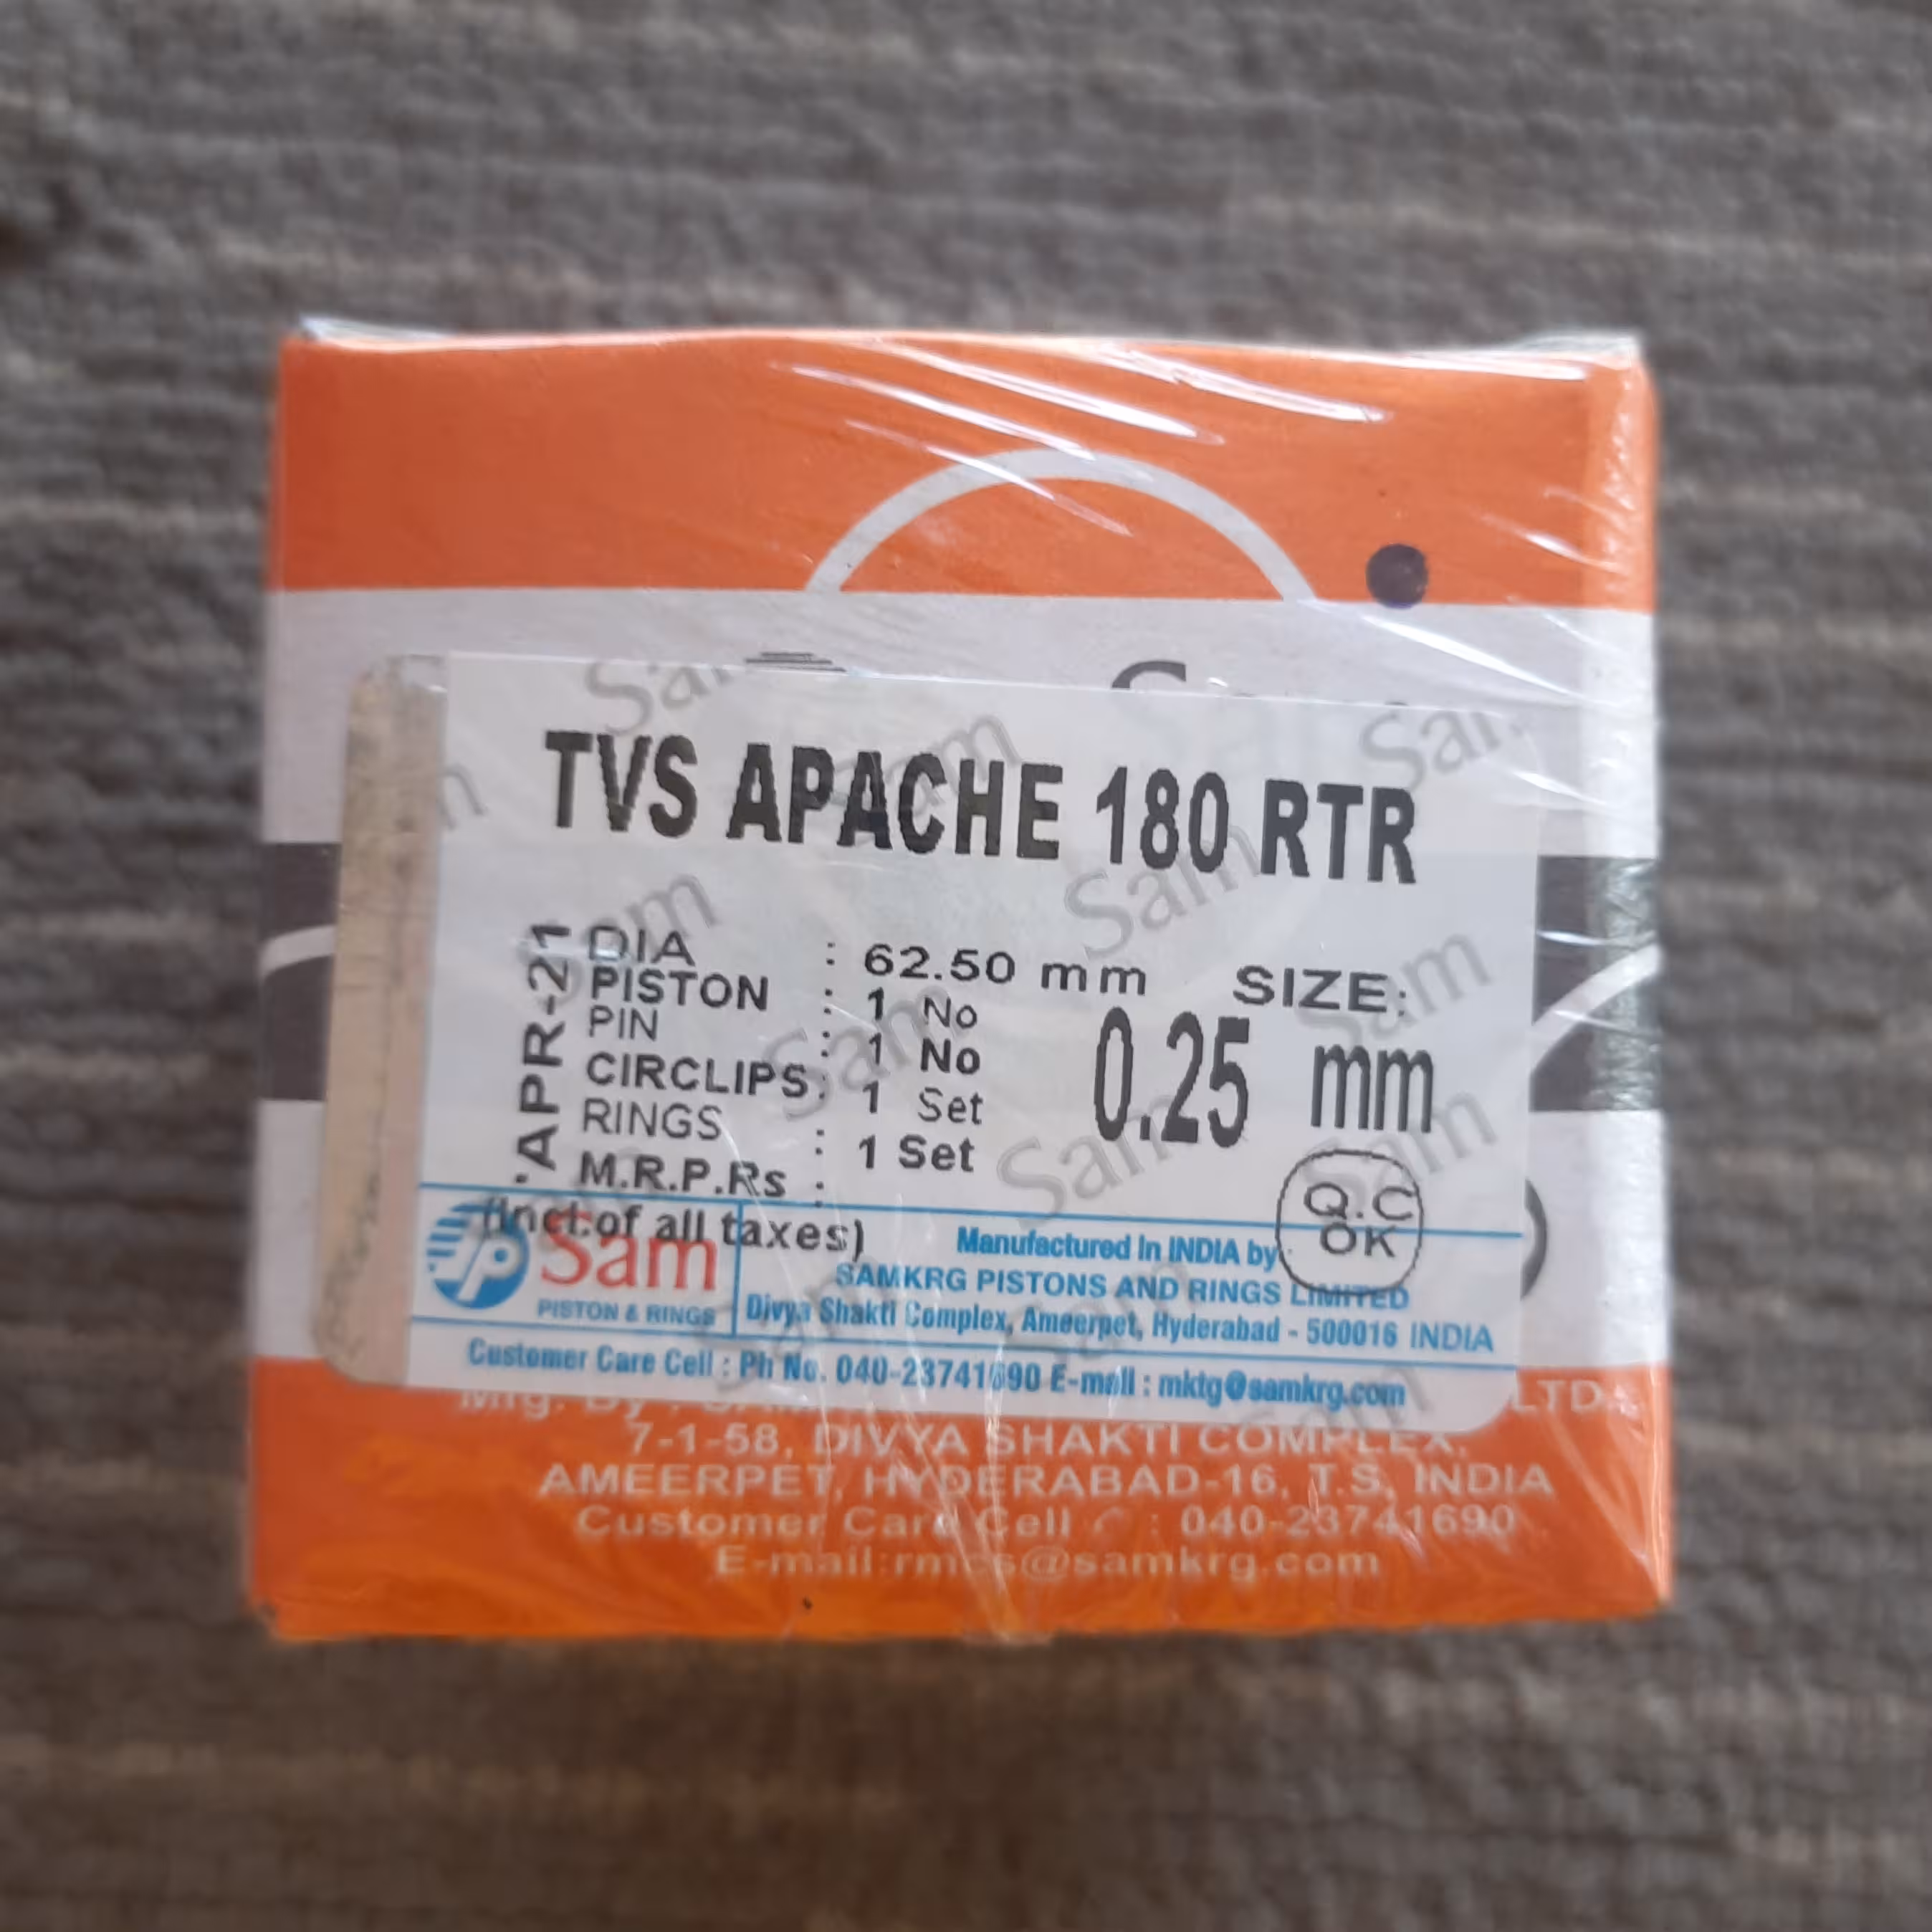 TVS APACHE 180 RTR
APR-21
DIA : 62.50 mm SIZE:
PISTON : 1 No
PIN : 1 No
0.25 mm
CIRCLIPS: 1 Set
RINGS : 1 Set
M.R.P.Rs :
(Incl.of all taxes)
Q.C
OK
Sam
PISTON & RINGS
Manufactured In INDIA by
SAMKRG PISTONS AND RINGS LIMITED
Divya Shakti Complex, Ameerpet, Hyderabad - 500016 INDIA
Customer Care Cell : Ph No. 040-23741690 E-mail : mktg@samkrg.com
Mfg. By : LTD.
7-1-58, DIVYA SHAKTI COMPLEX,
AMEERPET, HYDERABAD-16, T.S. INDIA
Customer Care Cell : 040-23741690
E-mail:rmcs@samkrg.com